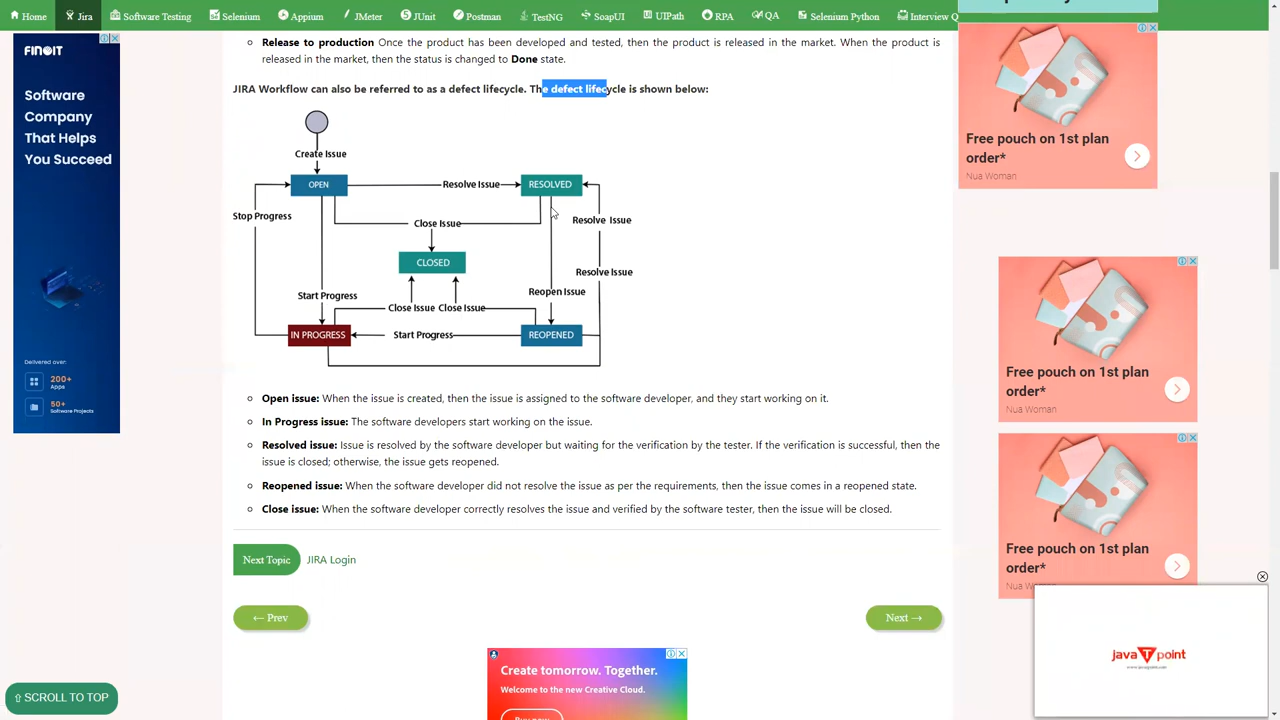 Home
Jira
Software Testing
Selenium
Appium
JMeter
JUnit
Postman
TestNG
SoapUI
UIPath
RPA
QA
Selenium Python
Interview Q
Release to production Once the product has been developed and tested, then the product is released in the market. When the product is
released in the market, then the status is changed to Done state.
JIRA Workflow can also be referred to as a defect lifecycle. The defect lifecycle is shown below:
Create Issue
OPEN
Resolve Issue
RESOLVED
Stop Progress
Close Issue
Resolve Issue
CLOSED
Resolve Issue
Start Progress
Reopen Issue
Close Issue
Close Issue
IN PROGRESS
Start Progress
REOPENED
Open issue: When the issue is created, then the issue is assigned to the software developer, and they start working on it.
In Progress issue: The software developers start working on the issue.
Resolved issue: Issue is resolved by the software developer but waiting for the verification by the tester. If the verification is successful, then the
issue is closed; otherwise, the issue gets reopened.
Reopened issue: When the software developer did not resolve the issue as per the requirements, then the issue comes in a reopened state.
Close issue: When the software developer correctly resolves the issue and verified by the software tester, then the issue will be closed.
Next Topic
JIRA Login
← Prev
Next →
FINOIT
Software
Company
That Helps
You Succeed
Delivered over:
200+
Apps
50+
Software Projects
Free pouch on 1st plan
order*
Nua Woman
Free pouch on 1st plan
order*
Nua Woman
Free pouch on 1st plan
order*
Nua W
Create tomorrow. Together.
Welcome to the new Creative Cloud.
Buy now
java T point
www.javatpoint.com
⇧ SCROLL TO TOP